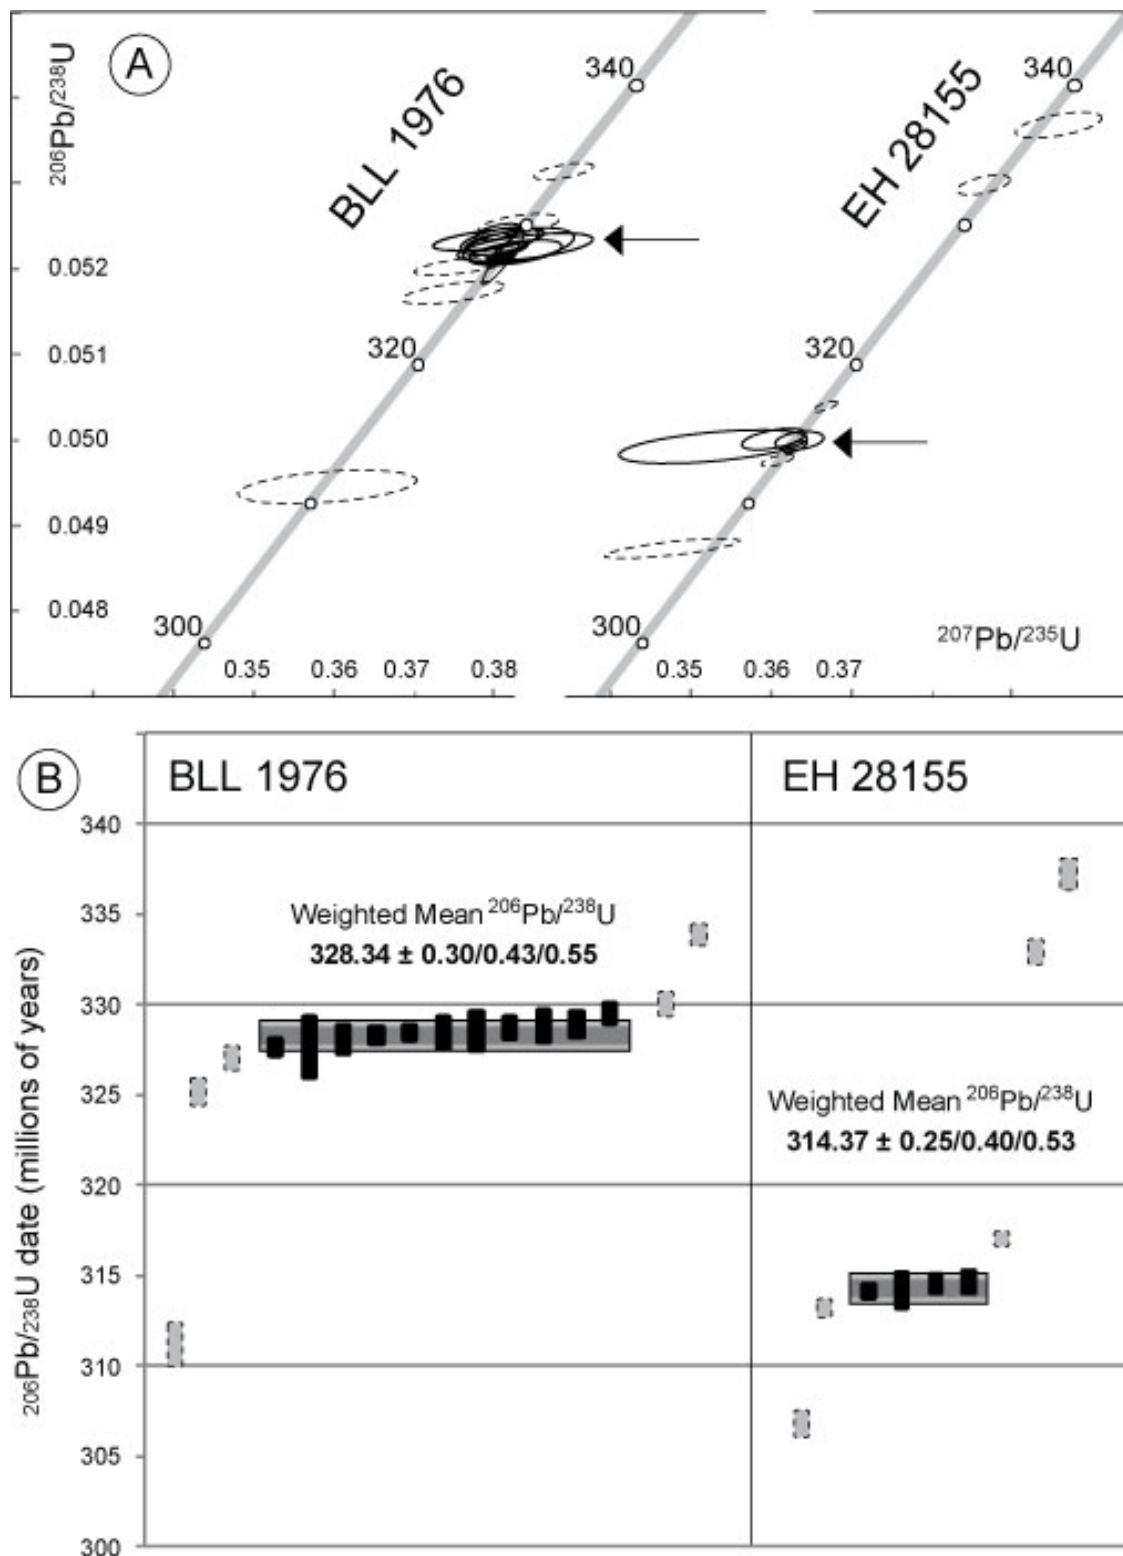 A
²⁰⁶Pb/²³⁸U
BLL 1976
340
EH 28155
340
0.052
0.051
320
320
0.050
0.049
0.048
300
300
²⁰⁷Pb/²³⁵U
0.35 0.36 0.37 0.38 0.35 0.36 0.37
B
BLL 1976
EH 28155
²⁰⁶Pb/²³⁸U date (millions of years)
340
335
Weighted Mean ²⁰⁶Pb/²³⁸U
328.34 ± 0.30/0.43/0.55
330
325
Weighted Mean ²⁰⁶Pb/²³⁸U
314.37 ± 0.25/0.40/0.53
320
315
310
305
300